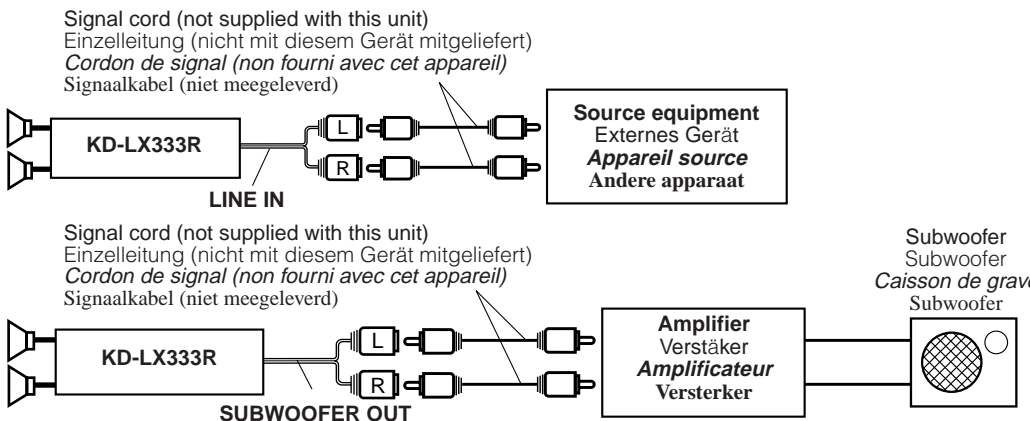 Signal cord (not supplied with this unit)
Einzelleitung (nicht mit diesem Gerät mitgeliefert)
Cordon de signal (non fourni avec cet appareil)
Signaalkabel (niet meegeleverd)
KD-LX333R
L
R
LINE IN
Source equipment
Externes Gerät
Appareil source
Andere apparaat
Signal cord (not supplied with this unit)
Einzelleitung (nicht mit diesem Gerät mitgeliefert)
Cordon de signal (non fourni avec cet appareil)
Signaalkabel (niet meegeleverd)
KD-LX333R
L
R
SUBWOOFER OUT
Amplifier
Verstäker
Amplificateur
Versterker
Subwoofer
Subwoofer
Caisson de grave
Subwoofer